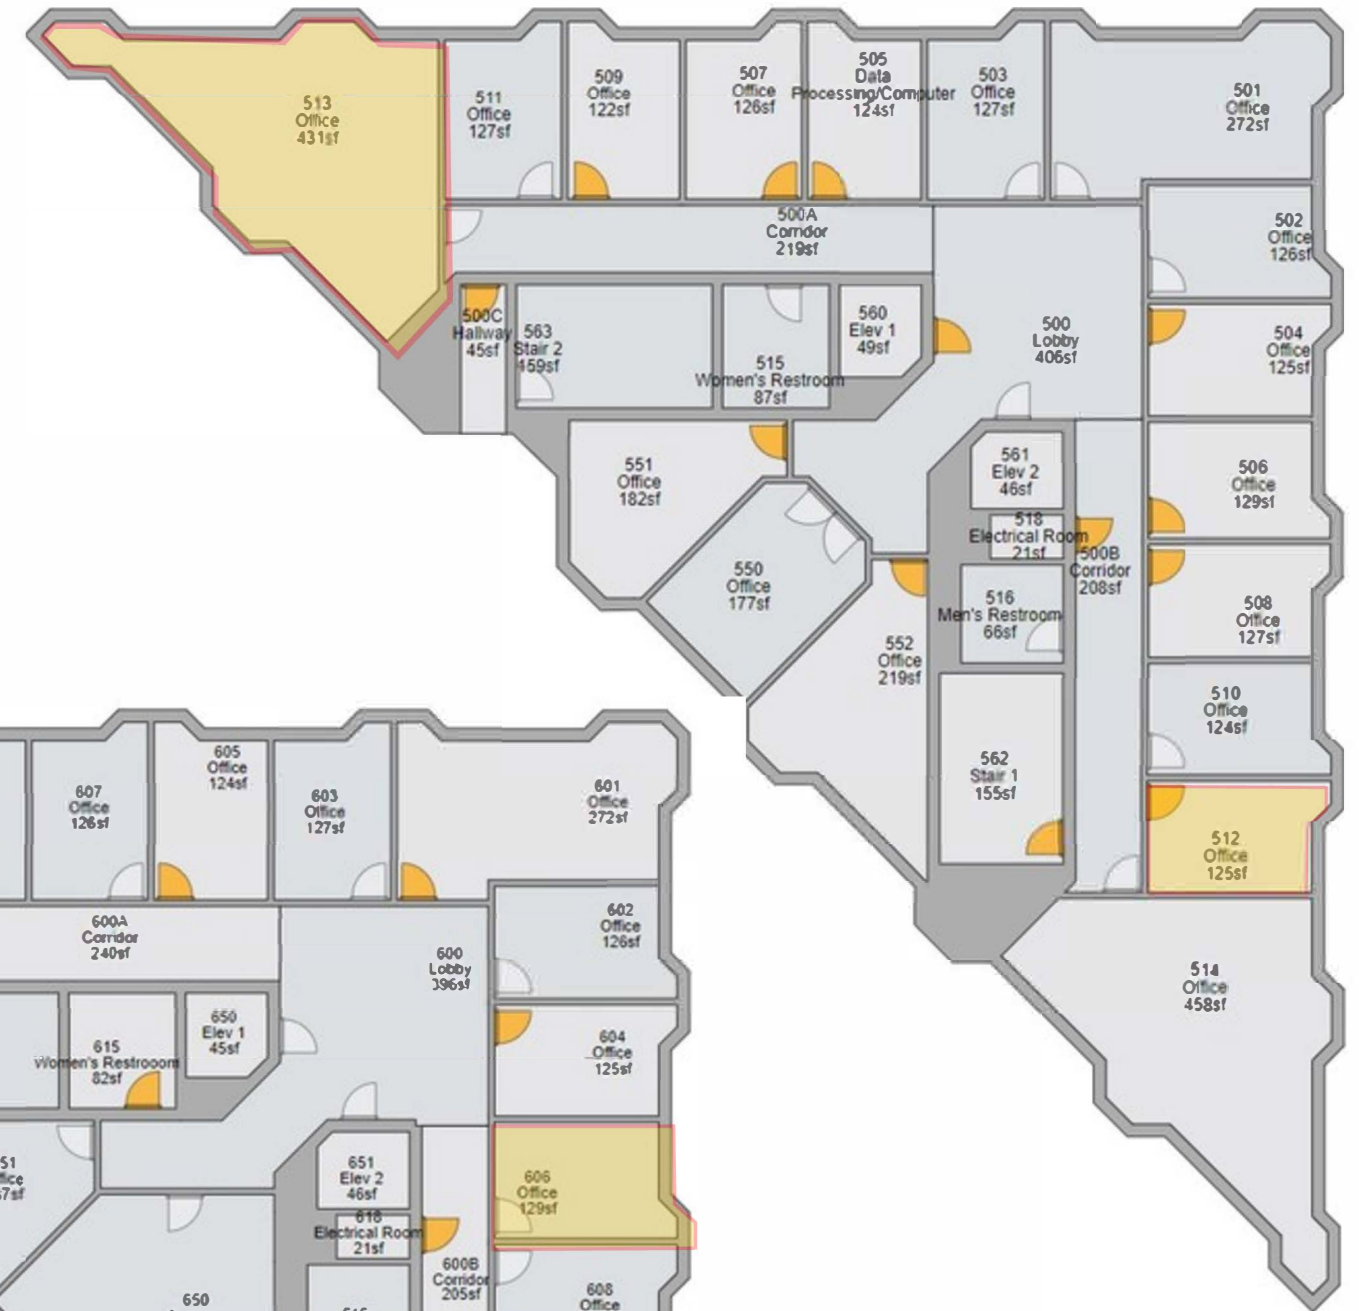 513
Office
431sf
511
Office
127sf
509
Office
122sf
507
Office
126sf
505
Data
Processing/Computer
124sf
503
Office
127sf
501
Office
272sf
500A
Corridor
219sf
502
Office
126sf
500C
Hallway
45sf
563
Stair 2
459sf
515
Women's Restroom
87sf
560
Elev 1
49sf
500
Lobby
406sf
504
Office
125sf
551
Office
182sf
561
Elev 2
46sf
506
Office
129sf
518
Electrical Room
21sf
500B
Corridor
208sf
550
Office
177sf
516
Men's Restroom
66sf
508
Office
127sf
552
Office
219sf
510
Office
124sf
562
Stair 1
155sf
512
Office
125sf
514
Office
458sf
607
Office
126sf
605
Office
124sf
603
Office
127sf
601
Office
272sf
600A
Corridor
240sf
600
Lobby
396sf
602
Office
126sf
615
Women's Restrooom
82sf
650
Elev 1
45sf
604
Office
125sf
51
fice
7sf
651
Elev 2
46sf
606
Office
129sf
618
Electrical Room
21sf
600B
Corridor
205sf
650
608
Office